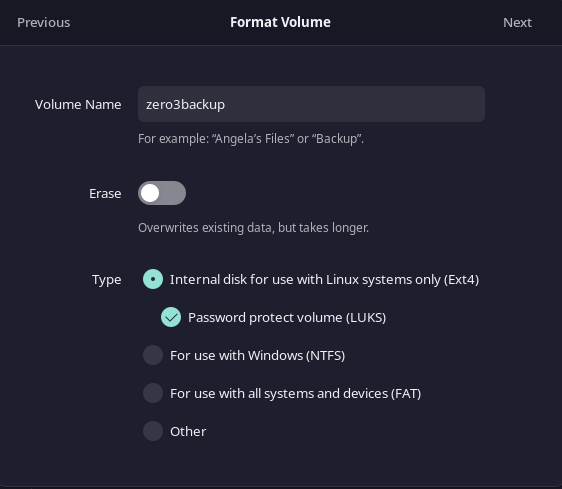 Previous
Format Volume
Next
Volume Name
zero3backup
For example: “Angela’s Files” or “Backup”.
Erase
Overwrites existing data, but takes longer.
Type
Internal disk for use with Linux systems only (Ext4)
Password protect volume (LUKS)
For use with Windows (NTFS)
For use with all systems and devices (FAT)
Other